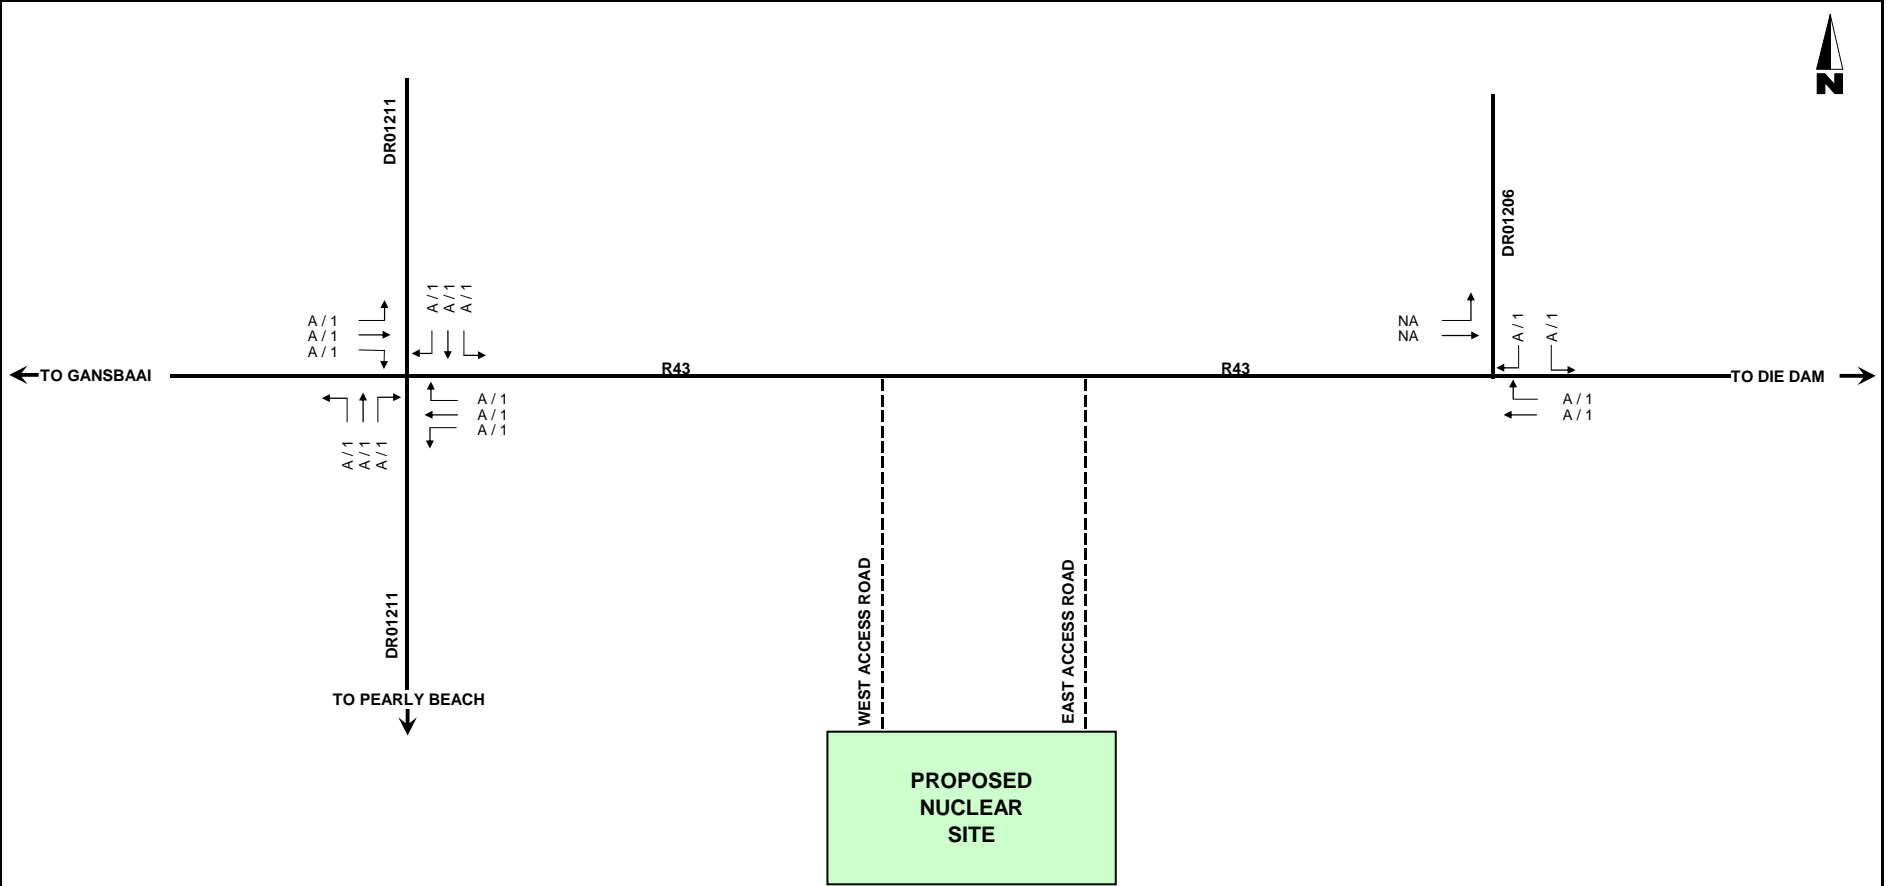 N
DR01211
DR01206
A / 1
A / 1
A / 1
A / 1
A / 1
A / 1
NA
NA
A / 1
A / 1
TO GANSBAAI
R43
R43
TO DIE DAM
A / 1
A / 1
A / 1
A / 1
A / 1
A / 1
A / 1
A / 1
DR01211
WEST ACCESS ROAD
EAST ACCESS ROAD
TO PEARLY BEACH
PROPOSED
NUCLEAR
SITE